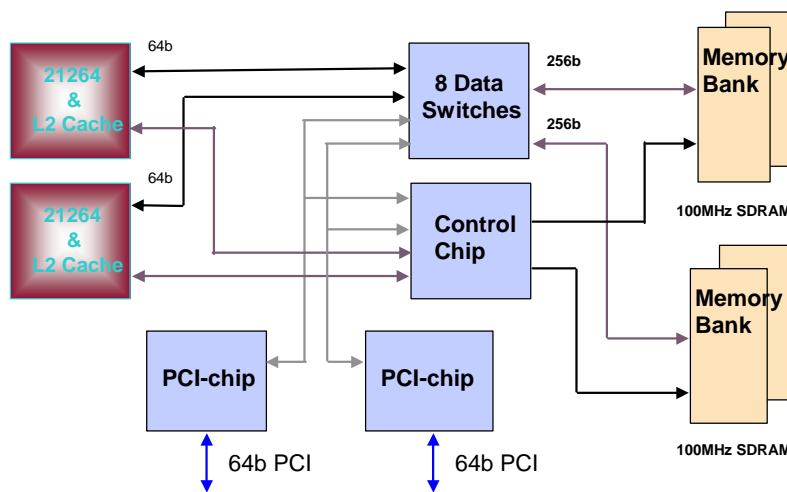 64b
21264
&
L2 Cache
8 Data
Switches
256b
Memory
Bank
256b
64b
21264
&
L2 Cache
Control
Chip
100MHz SDRAM
Memory
Bank
PCI-chip
PCI-chip
100MHz SDRAM
64b PCI
64b PCI